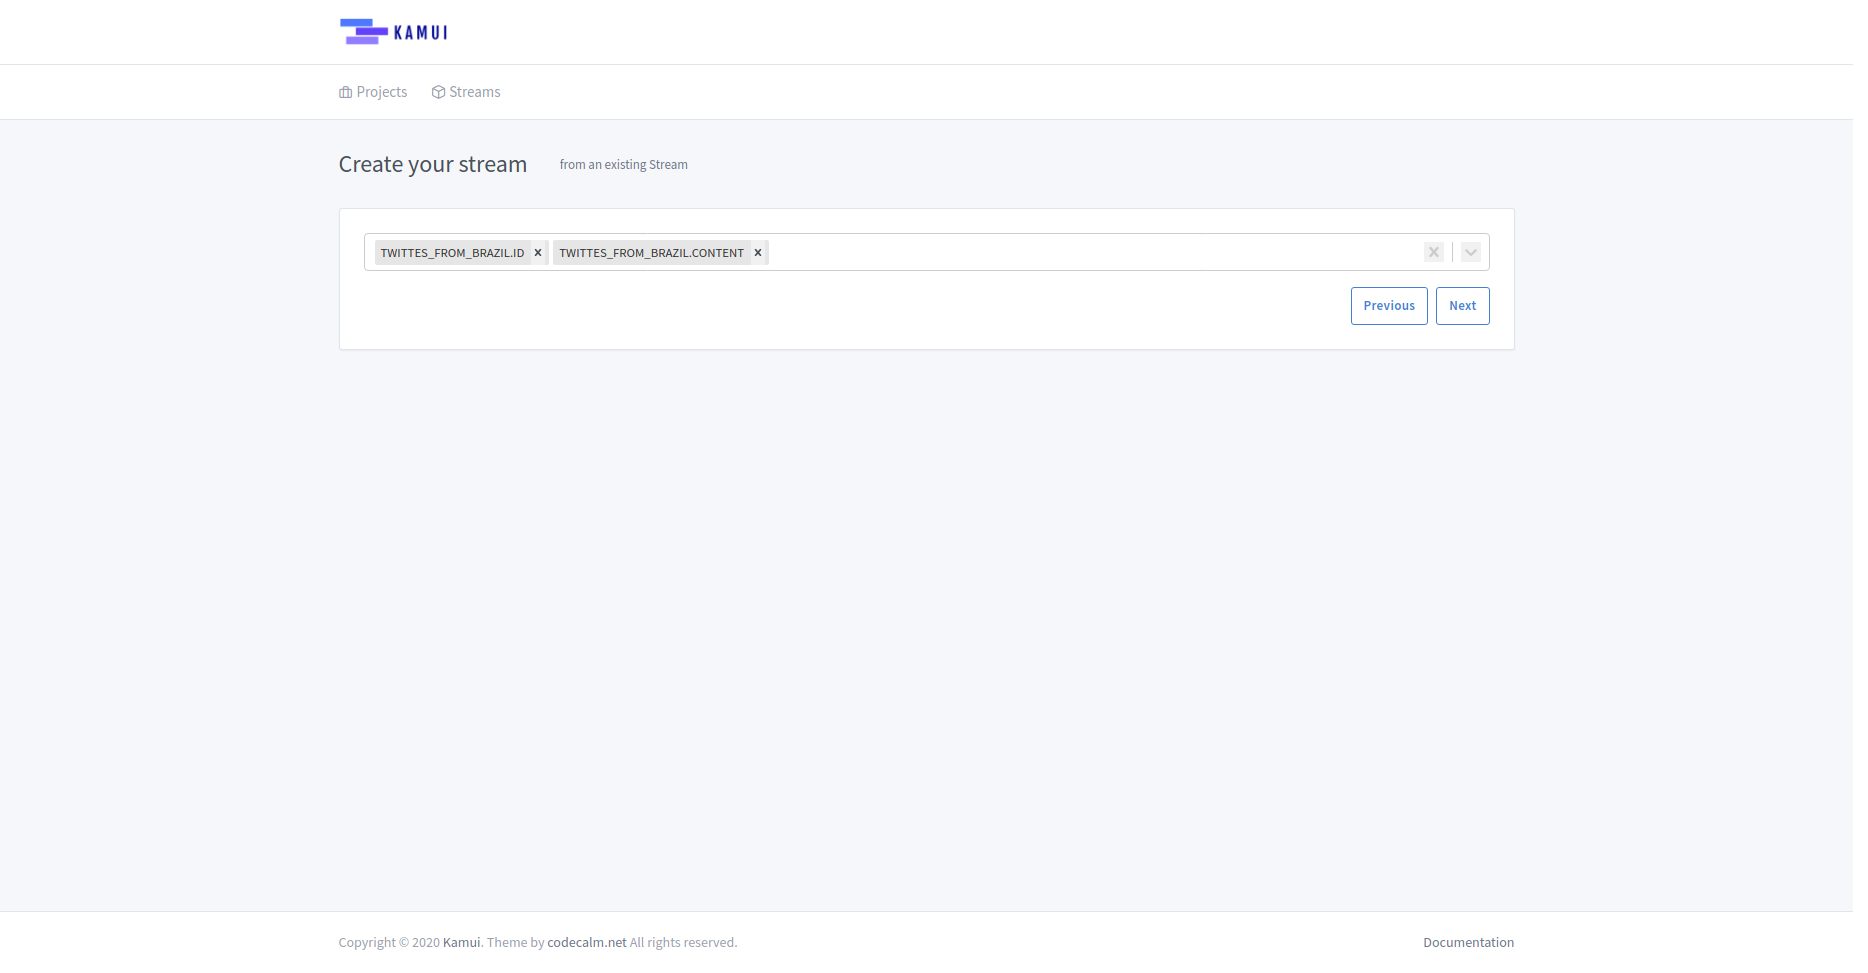 KAMUI
Projects Streams
Create your stream from an existing Stream
TWITTES_FROM_BRAZIL.ID TWITTES_FROM_BRAZIL.CONTENT
Previous Next
Copyright © 2020 Kamui. Theme by codecalm.net All rights reserved. Documentation